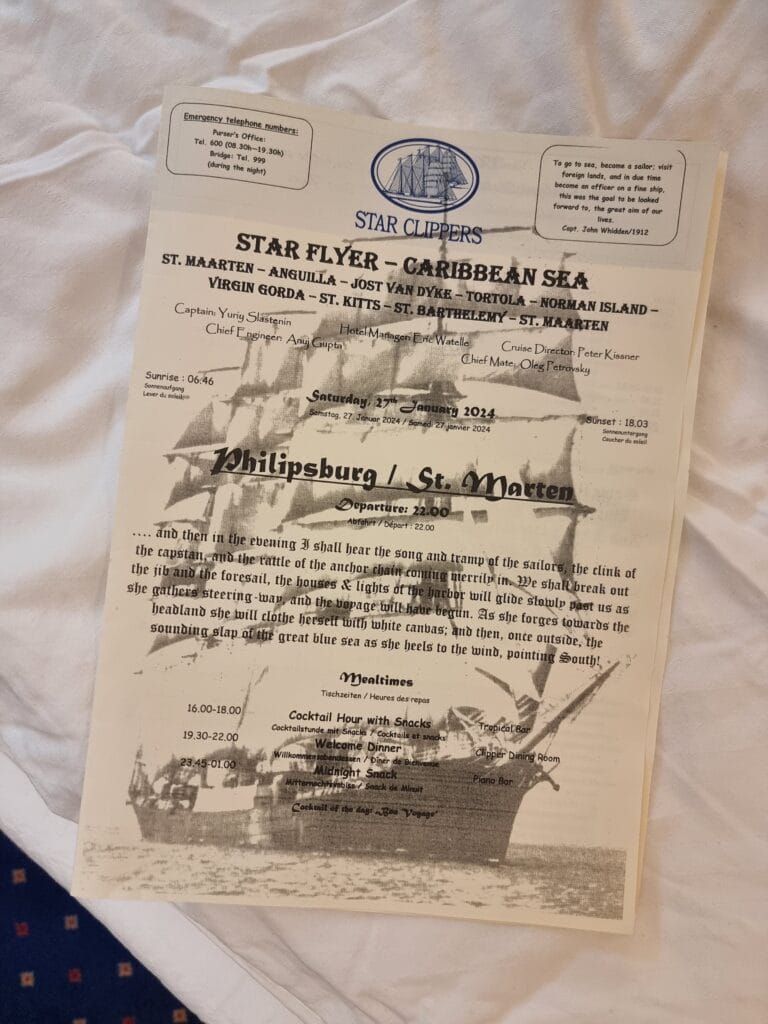 Emergency telephone numbers:
Purser's Office:
Tel. 600 (08.30h-19.30h)
Bridge: Tel. 999
(during the night)
STAR CLIPPERS
To go to sea, become a sailor; visit
foreign lands, and in due time
become an officer on a fine ship,
this was the goal to be looked
forward to, the great aim of our
lives.
Capt. John Whidden/1912
STAR FLYER – CARIBBEAN SEA
ST. MAARTEN – ANGUILLA – JOST VAN DYKE – TORTOLA – NORMAN ISLAND –
VIRGIN GORDA – ST. KITTS – ST. BARTHELEMY – ST. MAARTEN
Captain: Yuriy Slastenin
Hotel Manager: Eric Watelle
Cruise Director: Peter Kissner
Chief Engineer: Anuj Gupta
Chief Mate: Oleg Petrovsky
Sunrise : 06:46
Sonnenaufgang
Lever du soleil
Saturday, 27th January 2024
Samstag, 27. Januar 2024 / Samedi 27 janvier 2024
Sunset : 18.03
Sonnenuntergang
Coucher du soleil
Philipsburg / St. Marten
Departure: 22.00
Abfahrt / Départ : 22.00
.... and then in the evening I shall hear the song and tramp of the sailors, the clink of
the capstan, and the rattle of the anchor chain coming merrily in. We shall break out
the jib and the foresail, the houses & lights of the harbor will glide slowly past us as
she gathers steering-way, and the voyage will have begun. As she forges towards the
headland she will clothe herself with white canvas; and then, once outside, the
sounding slap of the great blue sea as she heels to the wind, pointing South!
Mealtimes
Tischzeiten / Heures des repas
16.00-18.00 Cocktail Hour with Snacks Tropical Bar
Cocktailstunde mit Snacks / Cocktails et snacks
19.30-22.00 Welcome Dinner Clipper Dining Room
Willkommensabendessen / Dîner de Bienvenue
23.45-01.00 Midnight Snack Piano Bar
Mitternachtsimbiss / Snack de Minuit
Cocktail of the day: „Bon Voyage"